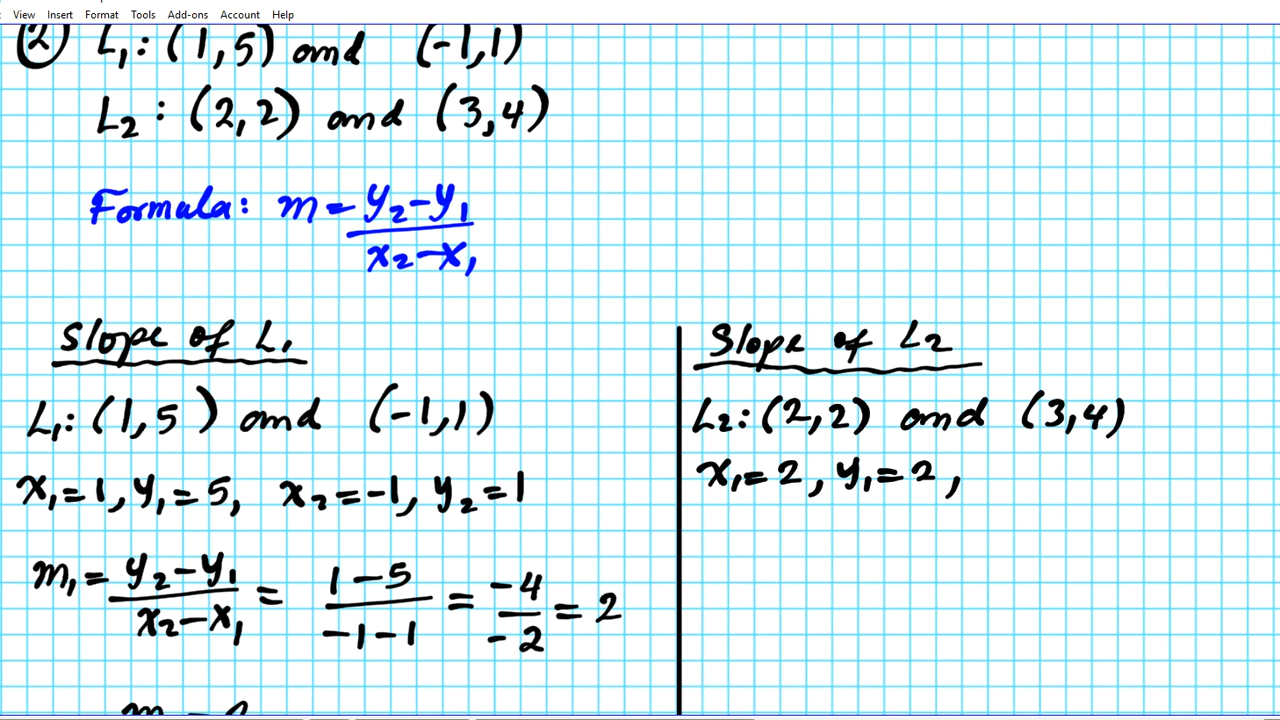 View Insert Format Tools Add-ons Account Help
(2) L₁: (1,5) and (-1,1)
L₂: (2,2) and (3,4)
Formula: m = (y₂-y₁)/(x₂-x₁)
Slope of L₁
L₁: (1,5) and (-1,1)
x₁=1, y₁=5, x₂=-1, y₂=1
m₁ = (y₂-y₁)/(x₂-x₁) = (1-5)/(-1-1) = -4/-2 = 2
Slope of L₂
L₂: (2,2) and (3,4)
x₁=2, y₁=2,